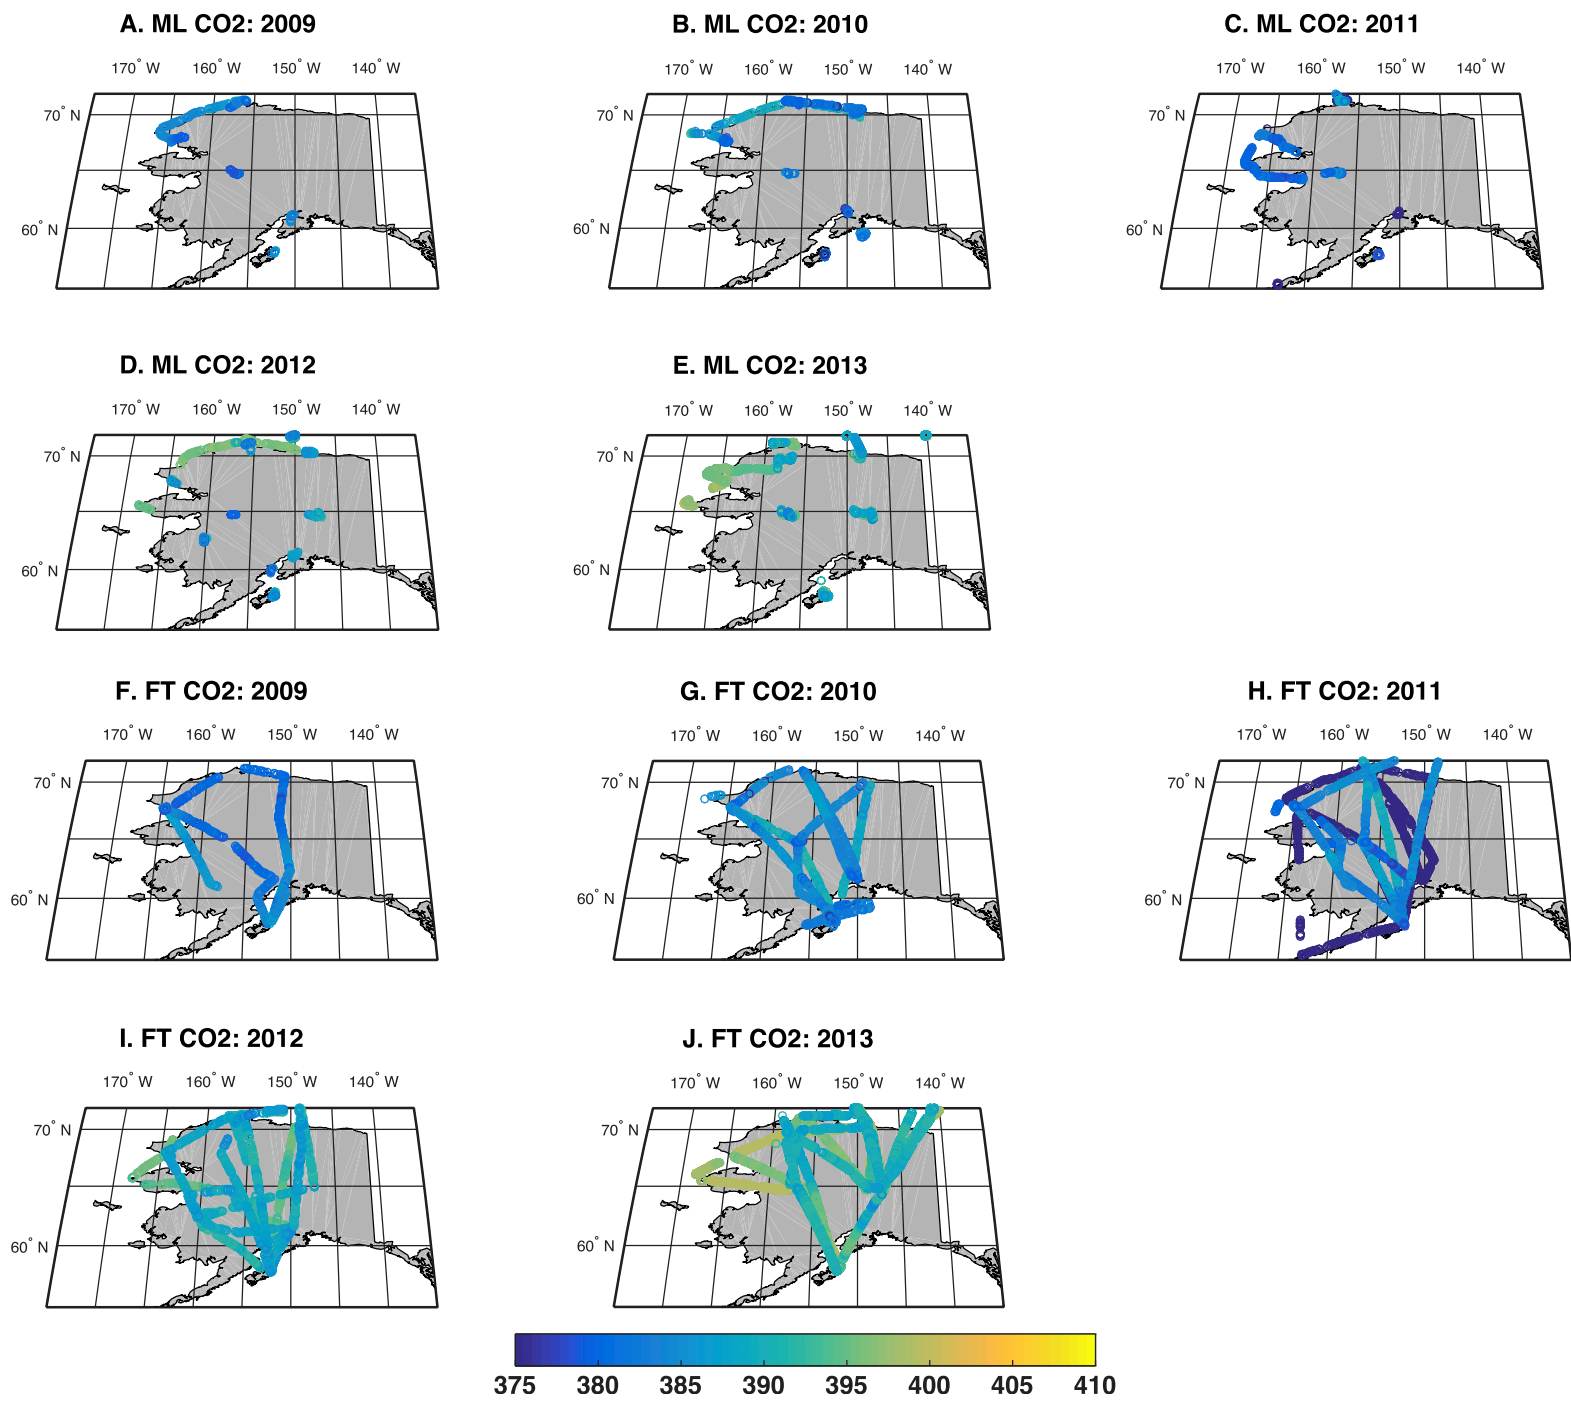 A. ML CO2: 2009 B. ML CO2: 2010 C. ML CO2: 2011
170° W 160° W 150° W 140° W 170° W 160° W 150° W 140° W 170° W 160° W 150° W 140° W
70° N 70° N 70° N
60° N 60° N 60° N
D. ML CO2: 2012 E. ML CO2: 2013
170° W 160° W 150° W 140° W 170° W 160° W 150° W 140° W
70° N 70° N
60° N 60° N
F. FT CO2: 2009 G. FT CO2: 2010 H. FT CO2: 2011
170° W 160° W 150° W 140° W 170° W 160° W 150° W 140° W 170° W 160° W 150° W 140° W
70° N 70° N 70° N
60° N 60° N 60° N
I. FT CO2: 2012 J. FT CO2: 2013
170° W 160° W 150° W 140° W 170° W 160° W 150° W 140° W
70° N 70° N
60° N 60° N
375 380 385 390 395 400 405 410